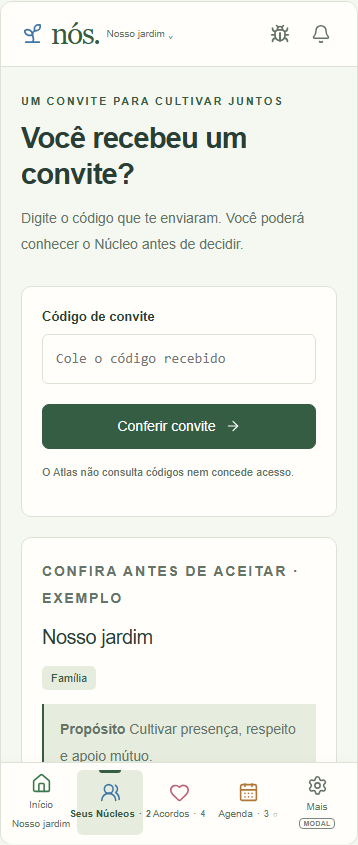 nós. Nosso jardim
UM CONVITE PARA CULTIVAR JUNTOS
Você recebeu um
convite?
Digite o código que te enviaram. Você poderá
conhecer o Núcleo antes de decidir.
Código de convite
Cole o código recebido
Conferir convite →
O Atlas não consulta códigos nem concede acesso.
CONFIRA ANTES DE ACEITAR ·
EXEMPLO
Nosso jardim
Família
Propósito Cultivar presença, respeito
e apoio mútuo.
Início
Nosso jardim
Seus Núcleos · 2
Acordos · 4
Agenda · 3
Mais
MODAL